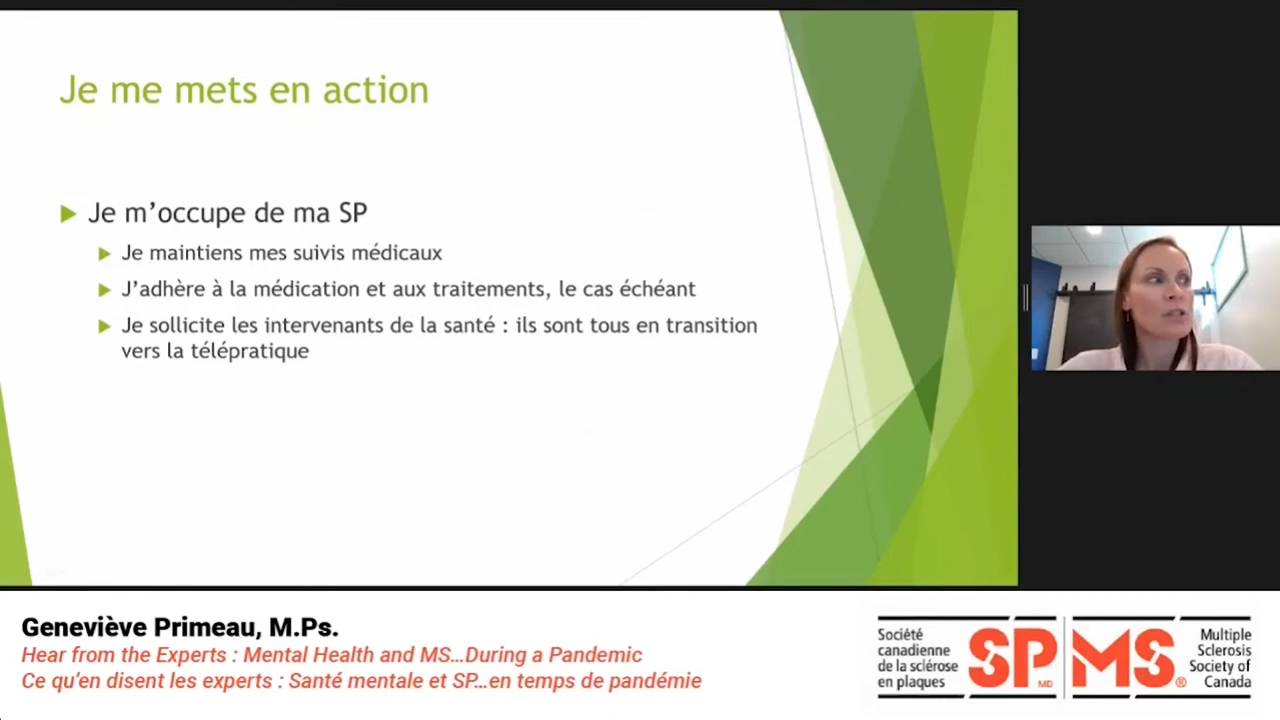 Je me mets en action
Je m’occupe de ma SP
Je maintiens mes suivis médicaux
J’adhère à la médication et aux traitements, le cas échéant
Je sollicite les intervenants de la santé : ils sont tous en transition
vers la télépratique
Geneviève Primeau, M.Ps.
Hear from the Experts : Mental Health and MS…During a Pandemic
Ce qu’en disent les experts : Santé mentale et SP…en temps de pandémie
Société
canadienne
de la sclérose
en plaques
SP MD
MS ®
Multiple
Sclerosis
Society of
Canada